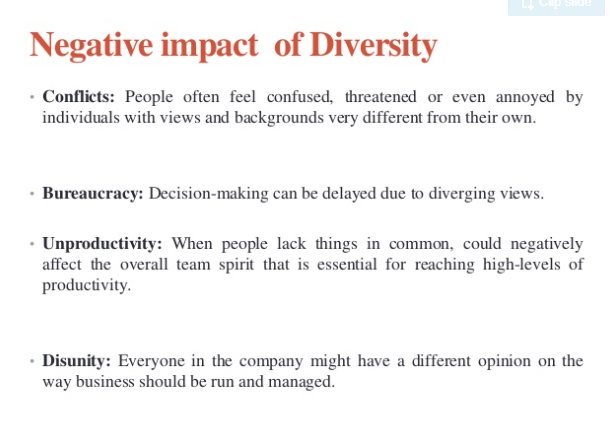 Clip slide
Negative impact of Diversity
• Conflicts: People often feel confused, threatened or even annoyed by
individuals with views and backgrounds very different from their own.
• Bureaucracy: Decision-making can be delayed due to diverging views.
• Unproductivity: When people lack things in common, could negatively
affect the overall team spirit that is essential for reaching high-levels of
productivity.
• Disunity: Everyone in the company might have a different opinion on the
way business should be run and managed.